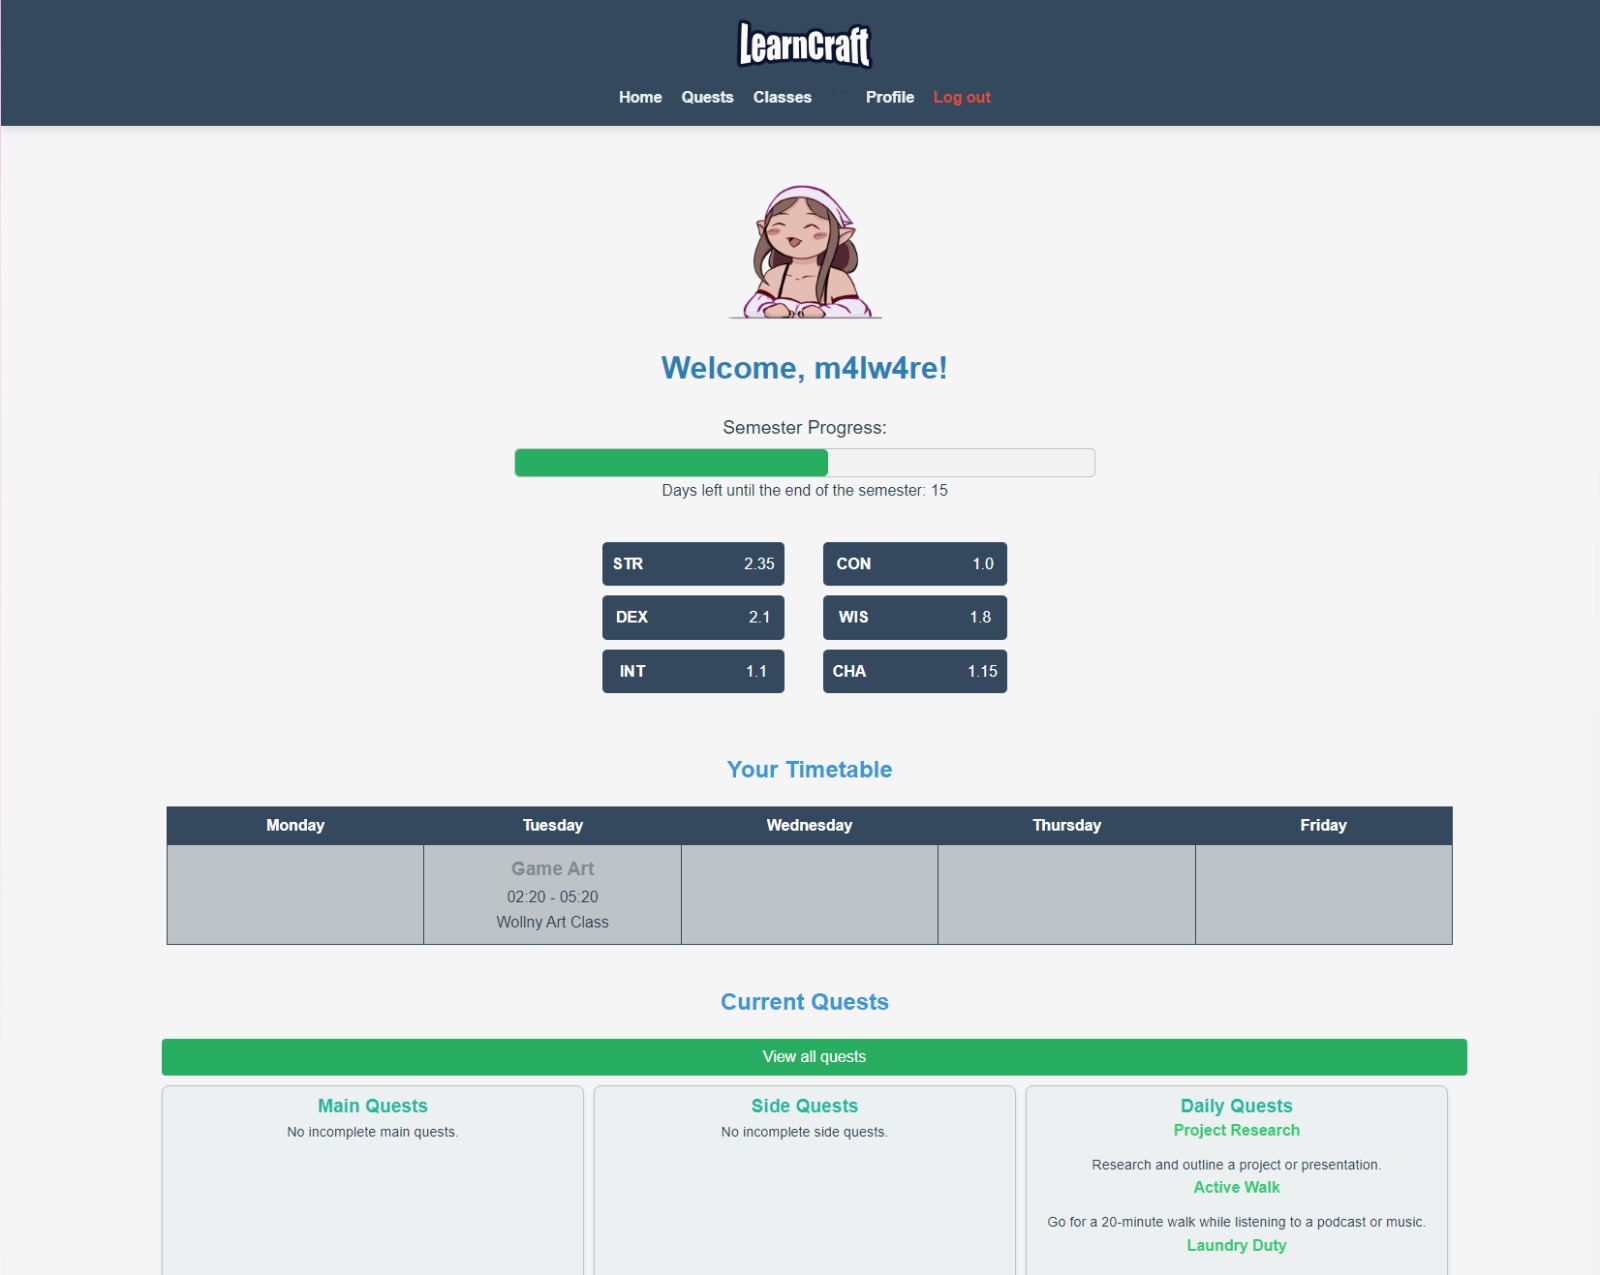 LearnCraft
Home Quests Classes Profile Log out
Welcome, m4lw4re!
Semester Progress:
Days left until the end of the semester: 15
STR 2.35 CON 1.0
DEX 2.1 WIS 1.8
INT 1.1 CHA 1.15
Your Timetable
Monday Tuesday Wednesday Thursday Friday
Game Art
02:20 - 05:20
Wollny Art Class
Current Quests
View all quests
Main Quests
No incomplete main quests.
Side Quests
No incomplete side quests.
Daily Quests
Project Research
Research and outline a project or presentation.
Active Walk
Go for a 20-minute walk while listening to a podcast or music.
Laundry Duty